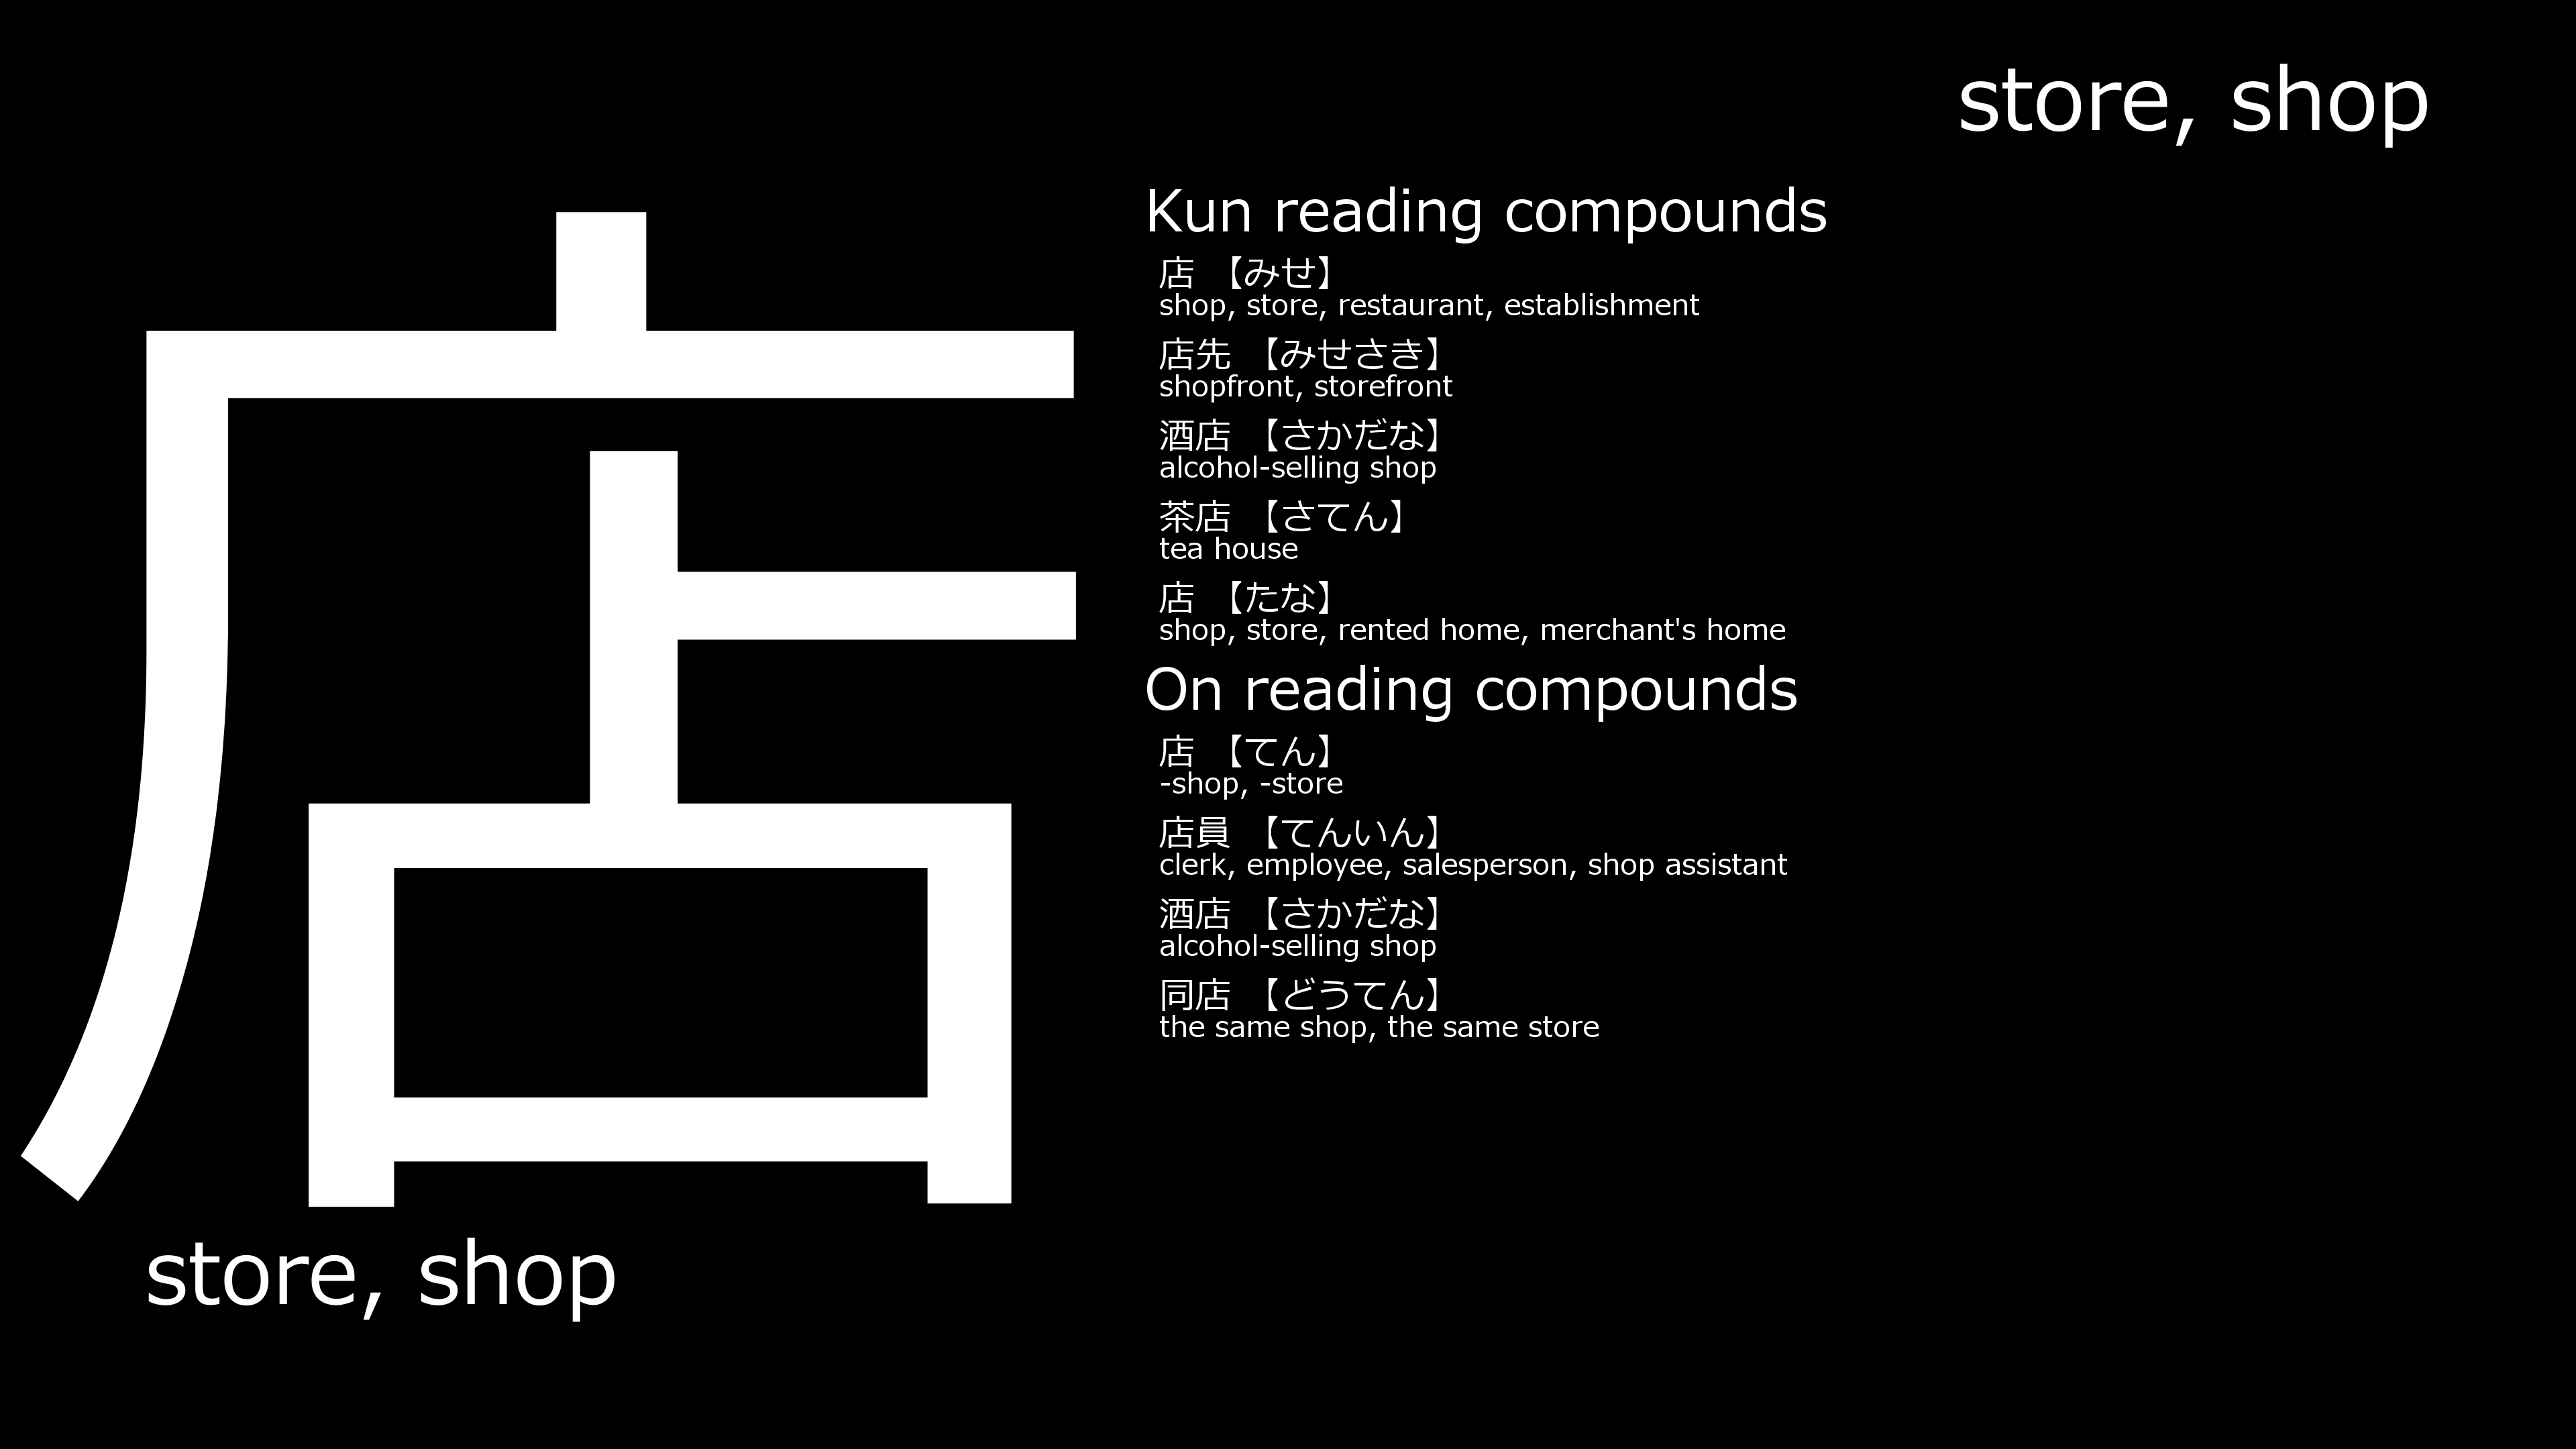 store, shop
店
store, shop
Kun reading compounds
店 【みせ】
shop, store, restaurant, establishment
店先 【みせさき】
shopfront, storefront
酒店 【さかだな】
alcohol-selling shop
茶店 【さてん】
tea house
店 【たな】
shop, store, rented home, merchant's home
On reading compounds
店 【てん】
-shop, -store
店員 【てんいん】
clerk, employee, salesperson, shop assistant
酒店 【さかだな】
alcohol-selling shop
同店 【どうてん】
the same shop, the same store